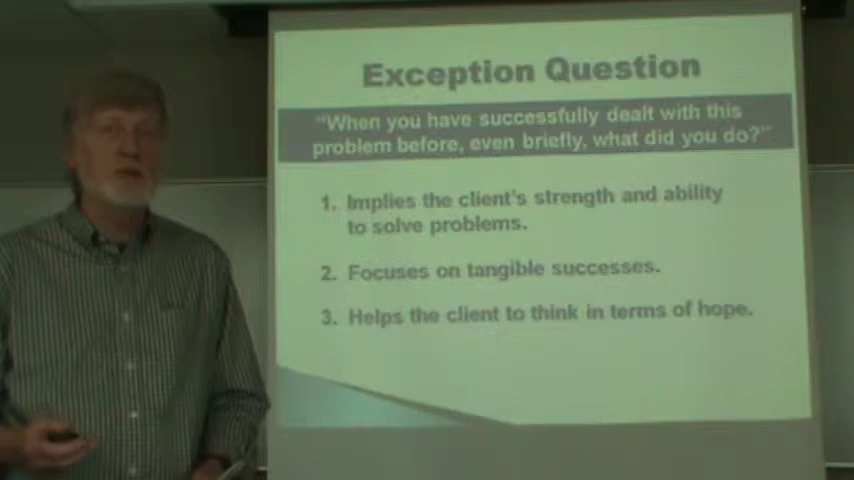 Exception Question
"When you have successfully dealt with this
problem before, even briefly, what did you do?"
1. Implies the client's strength and ability
to solve problems.
2. Focuses on tangible successes.
3. Helps the client to think in terms of hope.